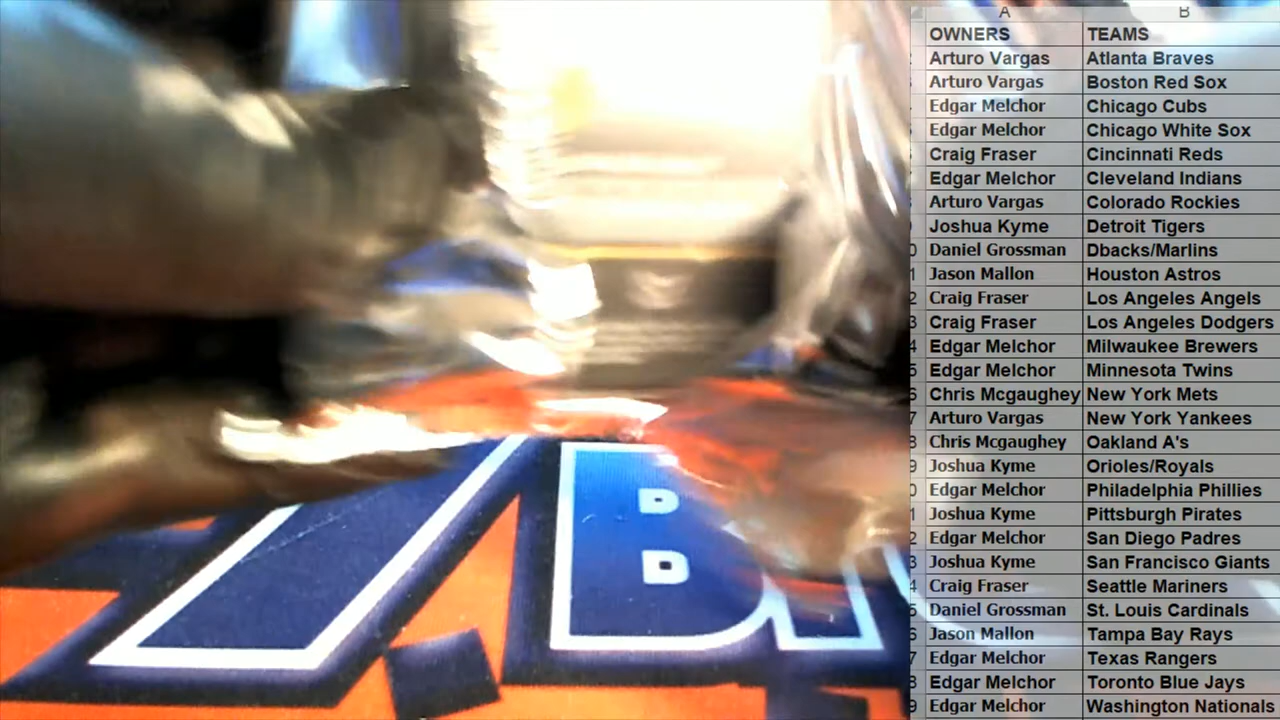 A B
OWNERS TEAMS
Arturo Vargas Atlanta Braves
Arturo Vargas Boston Red Sox
Edgar Melchor Chicago Cubs
Edgar Melchor Chicago White Sox
Craig Fraser Cincinnati Reds
Edgar Melchor Cleveland Indians
Arturo Vargas Colorado Rockies
Joshua Kyme Detroit Tigers
Daniel Grossman Dbacks/Marlins
Jason Mallon Houston Astros
Craig Fraser Los Angeles Angels
Craig Fraser Los Angeles Dodgers
Edgar Melchor Milwaukee Brewers
Edgar Melchor Minnesota Twins
Chris Mcgaughey New York Mets
Arturo Vargas New York Yankees
Chris Mcgaughey Oakland A's
Joshua Kyme Orioles/Royals
Edgar Melchor Philadelphia Phillies
Joshua Kyme Pittsburgh Pirates
Edgar Melchor San Diego Padres
Joshua Kyme San Francisco Giants
Craig Fraser Seattle Mariners
Daniel Grossman St. Louis Cardinals
Jason Mallon Tampa Bay Rays
Edgar Melchor Texas Rangers
Edgar Melchor Toronto Blue Jays
Edgar Melchor Washington Nationals